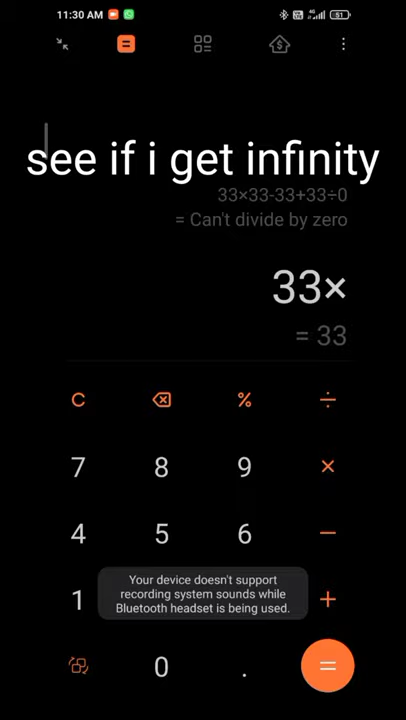 11:30 AM
4G
51
see if i get infinity
33×33-33+33÷0
= Can't divide by zero
33×
= 33
C % ÷
7 8 9 ×
4 5 6 −
Your device doesn't support
recording system sounds while
Bluetooth headset is being used.
1 +
0 . =